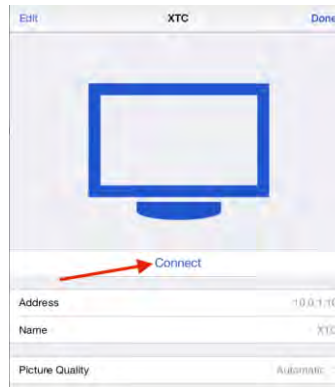 Edit XTC Done
Connect
Address 10.0.1.10
Name XTC
Picture Quality Automatic